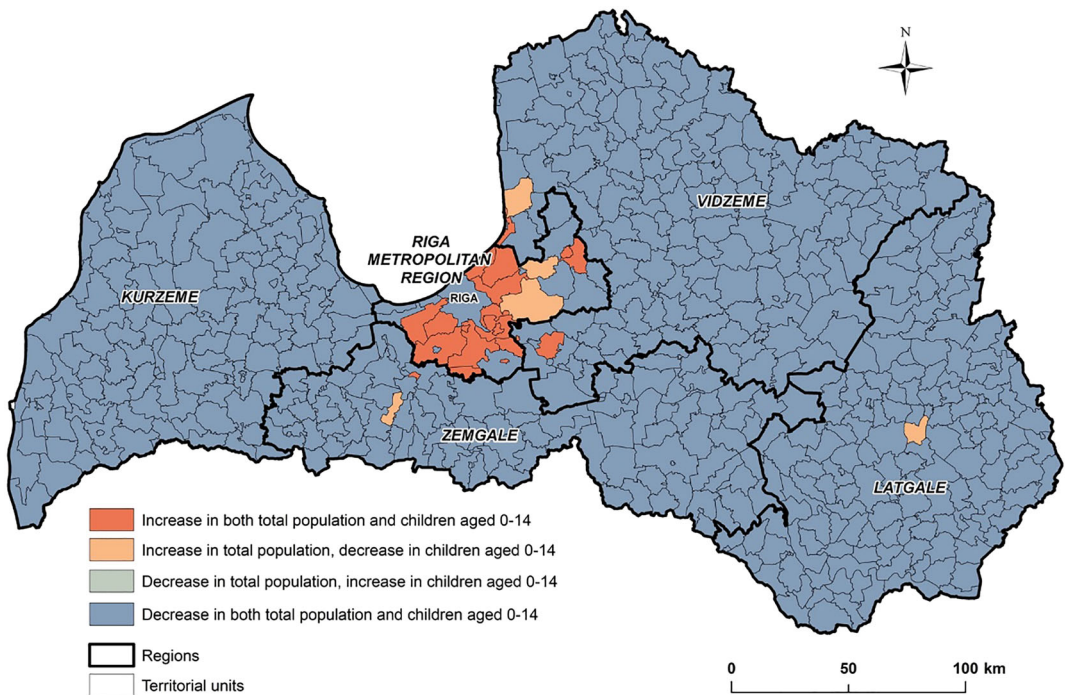 N
VIDZEME
RIGA
METROPOLITAN
REGION
KURZEME
RIGA
ZEMGALE
LATGALE
Increase in both total population and children aged 0-14
Increase in total population, decrease in children aged 0-14
Decrease in total population, increase in children aged 0-14
Decrease in both total population and children aged 0-14
Regions
Territorial units
0 50 100 km